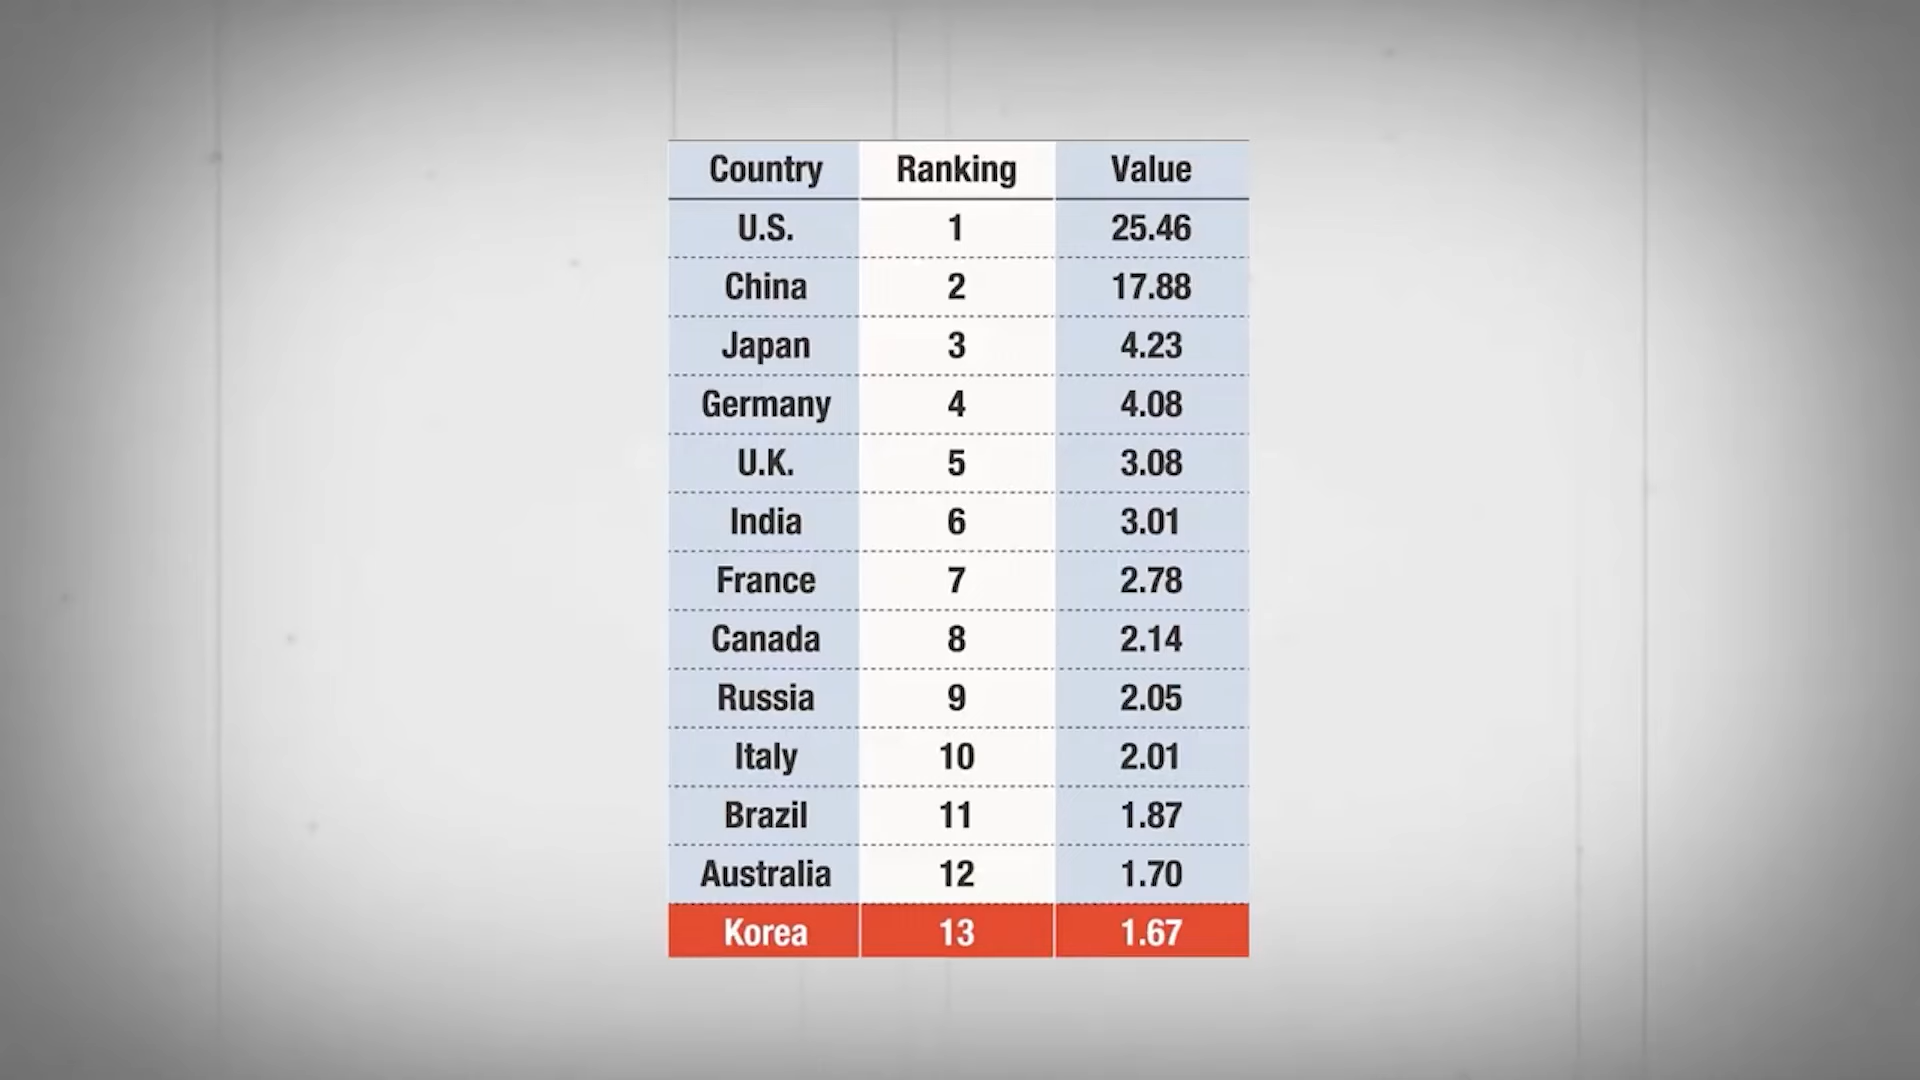 Country Ranking Value
U.S. 1 25.46
China 2 17.88
Japan 3 4.23
Germany 4 4.08
U.K. 5 3.08
India 6 3.01
France 7 2.78
Canada 8 2.14
Russia 9 2.05
Italy 10 2.01
Brazil 11 1.87
Australia 12 1.70
Korea 13 1.67